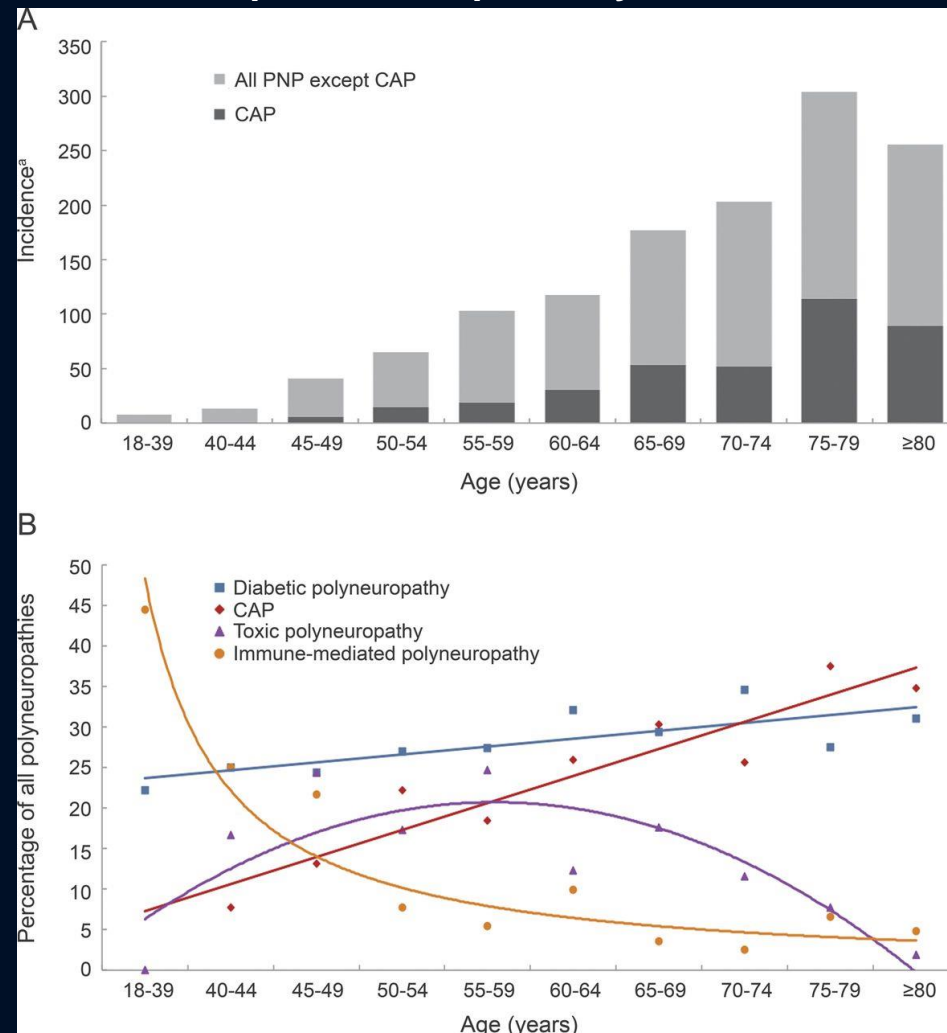 A
350
300
250
200
150
100
50
0
Incidenceᵃ
All PNP except CAP
CAP
18-39 40-44 45-49 50-54 55-59 60-64 65-69 70-74 75-79 ≥80
Age (years)
B
50
45
40
35
30
25
20
15
10
5
0
Percentage of all polyneuropathies
Diabetic polyneuropathy
CAP
Toxic polyneuropathy
Immune-mediated polyneuropathy
18-39 40-44 45-49 50-54 55-59 60-64 65-69 70-74 75-79 ≥80
Age (years)